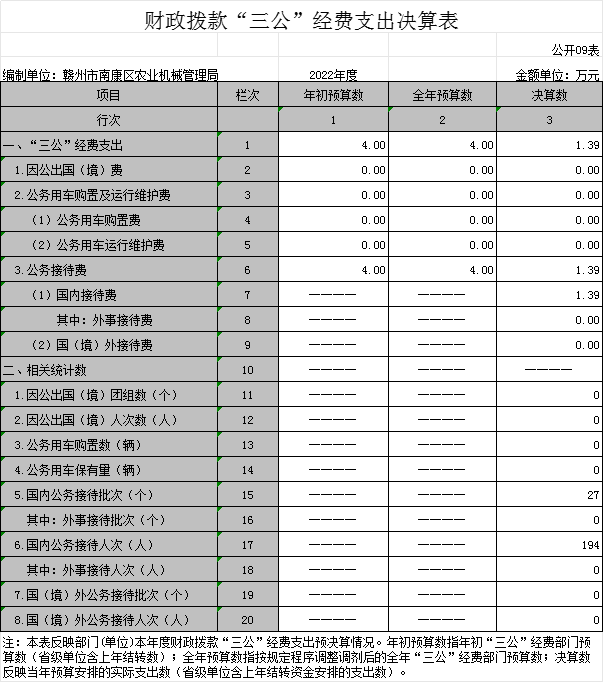 财政拨款“三公”经费支出决算表
公开09表
编制单位：赣州市南康区农业机械管理局 2022年度 金额单位：万元
项目 栏次 年初预算数 全年预算数 决算数
行次 1 2 3
一、“三公”经费支出 1 4.00 4.00 1.39
1.因公出国（境）费 2 0.00 0.00 0.00
2.公务用车购置及运行维护费 3 0.00 0.00 0.00
（1）公务用车购置费 4 0.00 0.00 0.00
（2）公务用车运行维护费 5 0.00 0.00 0.00
3.公务接待费 6 4.00 4.00 1.39
（1）国内接待费 7 ———— ———— 1.39
其中：外事接待费 8 ———— ———— 0.00
（2）国（境）外接待费 9 ———— ———— 0.00
二、相关统计数 10 ———— ———— ————
1.因公出国（境）团组数（个） 11 ———— ———— 0
2.因公出国（境）人次数（人） 12 ———— ———— 0
3.公务用车购置数（辆） 13 ———— ———— 0
4.公务用车保有量（辆） 14 ———— ———— 0
5.国内公务接待批次（个） 15 ———— ———— 27
其中：外事接待批次（个） 16 ———— ———— 0
6.国内公务接待人次（人） 17 ———— ———— 194
其中：外事接待人次（人） 18 ———— ———— 0
7.国（境）外公务接待批次（个） 19 ———— ———— 0
8.国（境）外公务接待人次（人） 20 ———— ———— 0
注：本表反映部门(单位)本年度财政拨款“三公”经费支出预决算情况。年初预算数指年初“三公”经费部门预
算数（省级单位含上年结转数）；全年预算数指按规定程序调整调剂后的全年“三公”经费部门预算数；决算数
反映当年预算安排的实际支出数（省级单位含上年结转资金安排的支出数）。